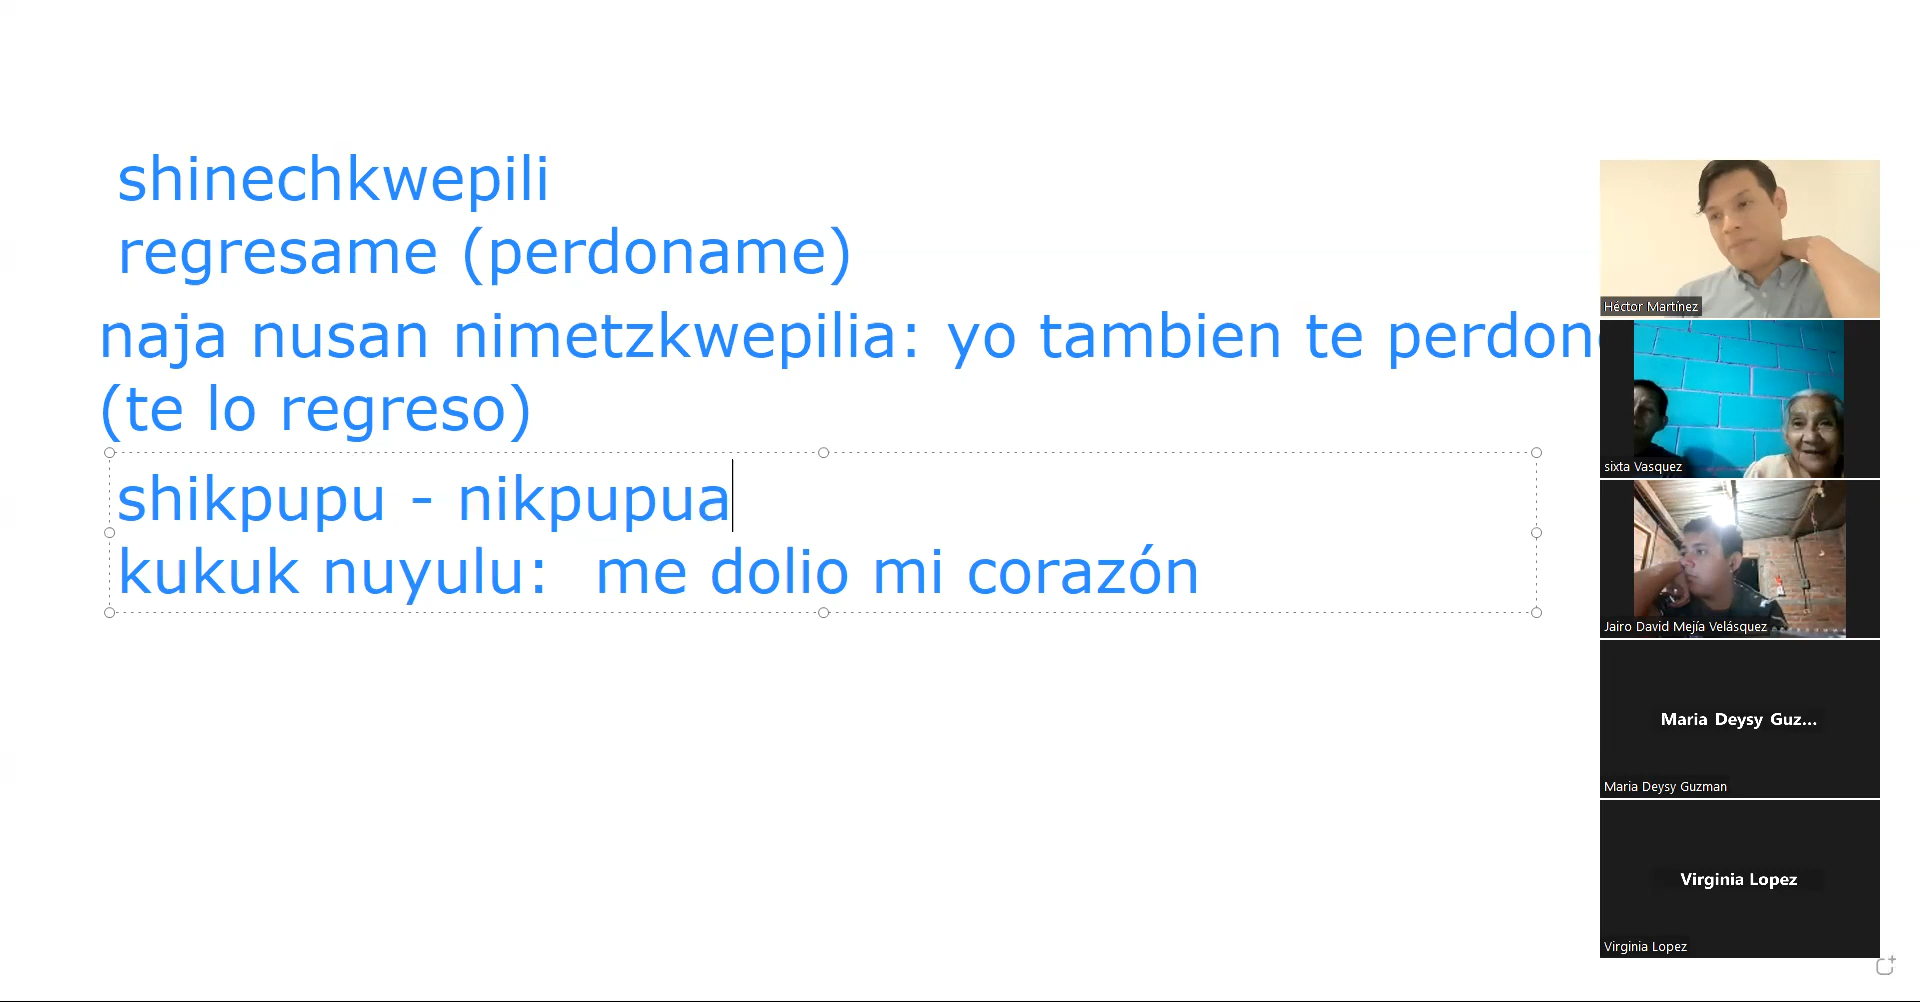 shinechkwepili
regresame (perdoname)
naja nusan nimetzkwepilia: yo tambien te perdon
(te lo regreso)
shikpupu - nikpupua
kukuk nuyulu: me dolio mi corazón
Héctor Martínez
sixta Vasquez
Jairo David Mejía Velásquez
Maria Deysy Guz...
Maria Deysy Guzman
Virginia Lopez
Virginia Lopez